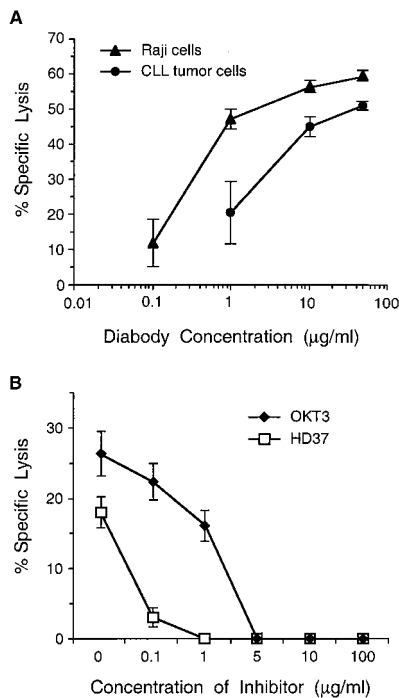 A
Raji cells
CLL tumor cells
% Specific Lysis
70
60
50
40
30
20
10
0
0.01
0.1
1
10
100
Diabody Concentration (µg/ml)
B
OKT3
HD37
% Specific Lysis
30
20
10
0
0
0.1
1
5
10
100
Concentration of Inhibitor (µg/ml)